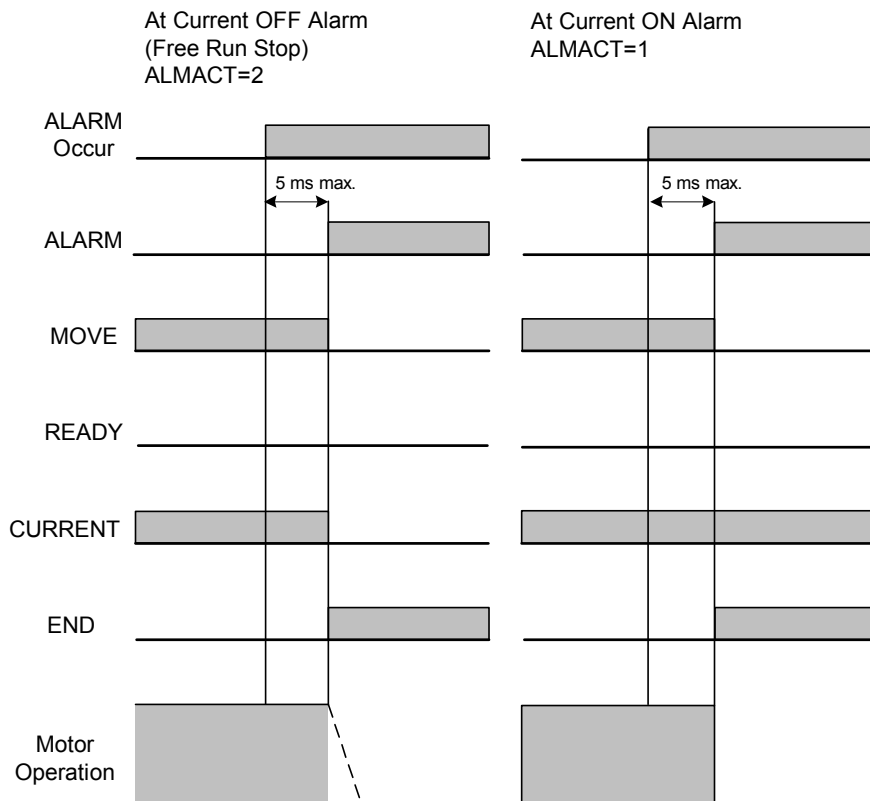 At Current OFF Alarm
(Free Run Stop)
ALMACT=2
At Current ON Alarm
ALMACT=1
ALARM
Occur
5 ms max.
5 ms max.
ALARM
MOVE
READY
CURRENT
END
Motor
Operation